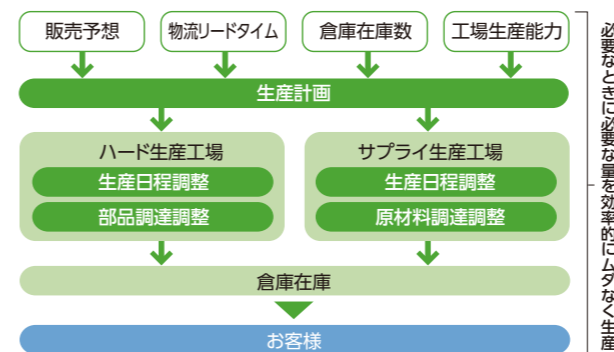 販売予想
物流リードタイム
倉庫在庫数
工場生産能力
生産計画
ハード生産工場
生産日程調整
部品調達調整
サプライ生産工場
生産日程調整
原材料調達調整
倉庫在庫
お客様
必要なときに必要な量を効率的にムダなく生産